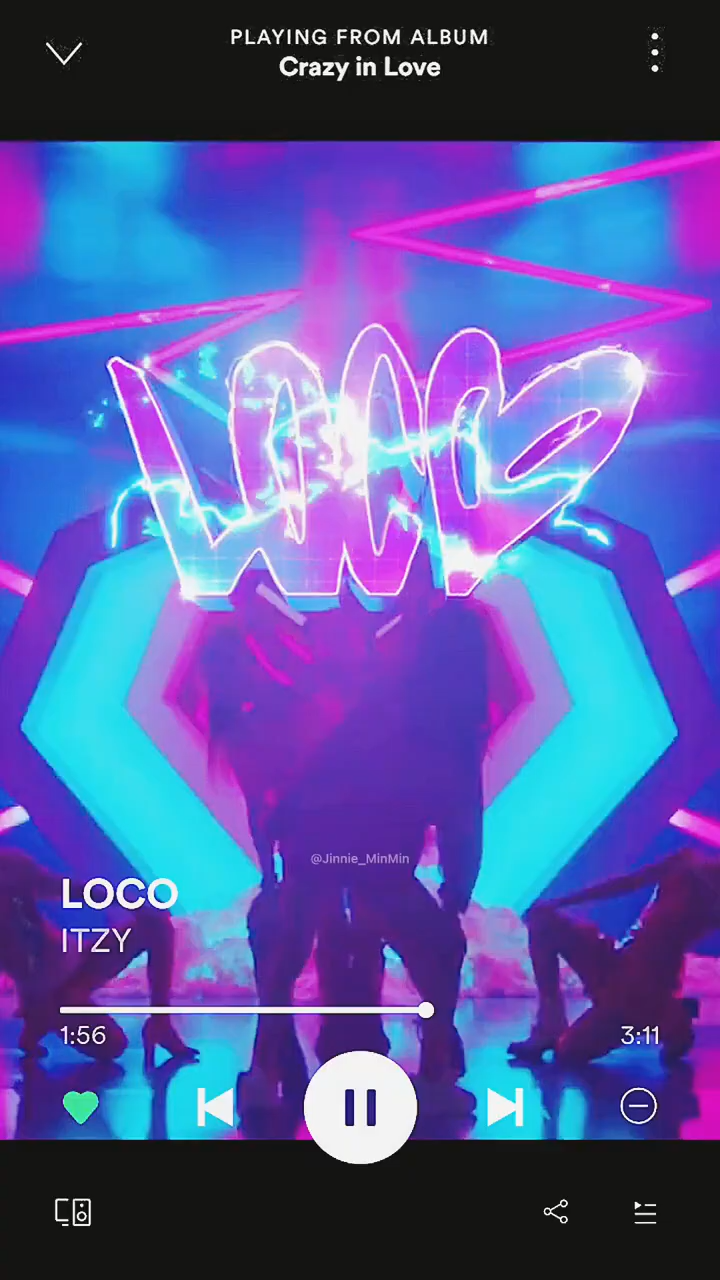 PLAYING FROM ALBUM
Crazy in Love
LOCO
@Jinnie_MinMin
LOCO
ITZY
1:56
3:11